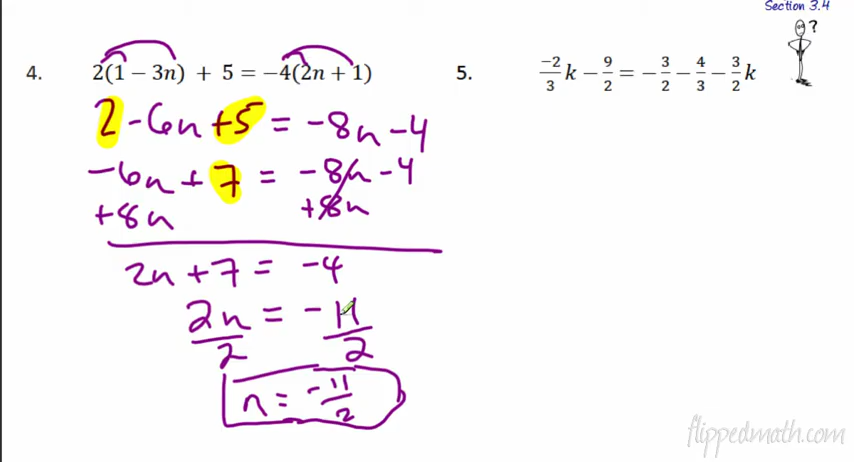 Section 3.4
?
4. 2(1 − 3n) + 5 = −4(2n + 1)
2 - 6n + 5 = -8n - 4
-6n + 7 = -8n - 4
+8n +8n
2n + 7 = -4
2n/2 = -11/2
n = -11/2
5. -2/3 k − 9/2 = − 3/2 − 4/3 − 3/2 k
flippedmath.com